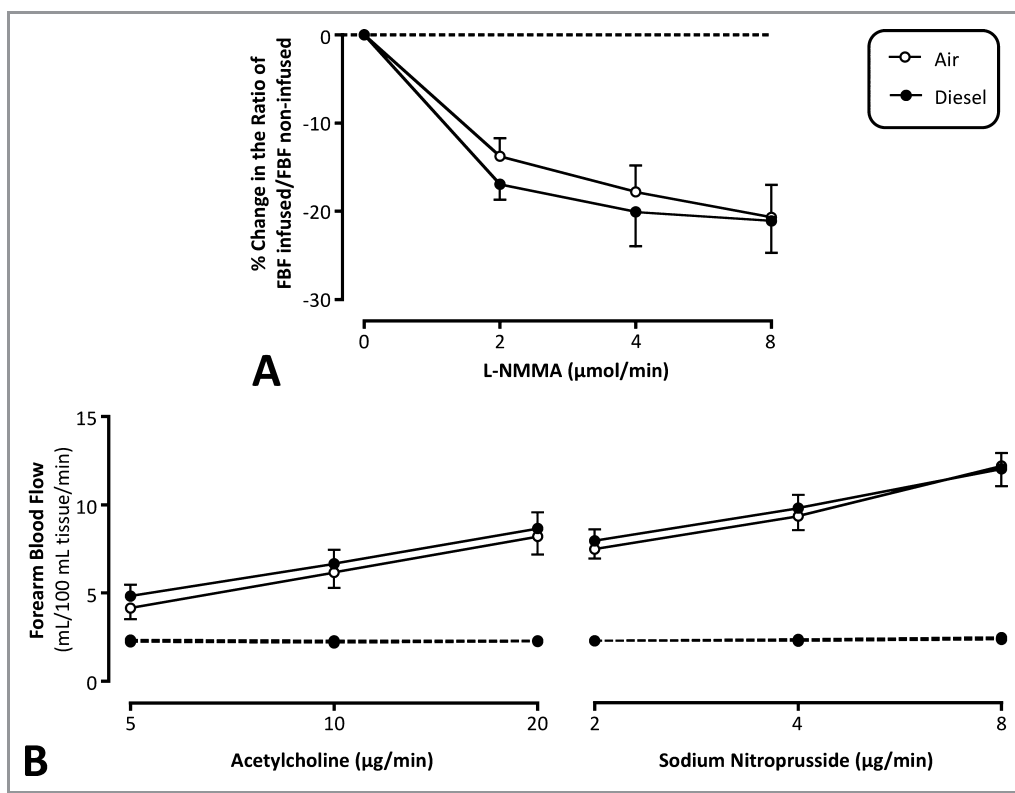 Air
Diesel
% Change in the Ratio of
FBF infused/FBF non-infused
0
-10
-20
-30
0 2 4 8
L-NMMA (µmol/min)
A
Forearm Blood Flow
(mL/100 mL tissue/min)
15
10
5
0
5 10 20 2 4 8
Acetylcholine (µg/min) Sodium Nitroprusside (µg/min)
B